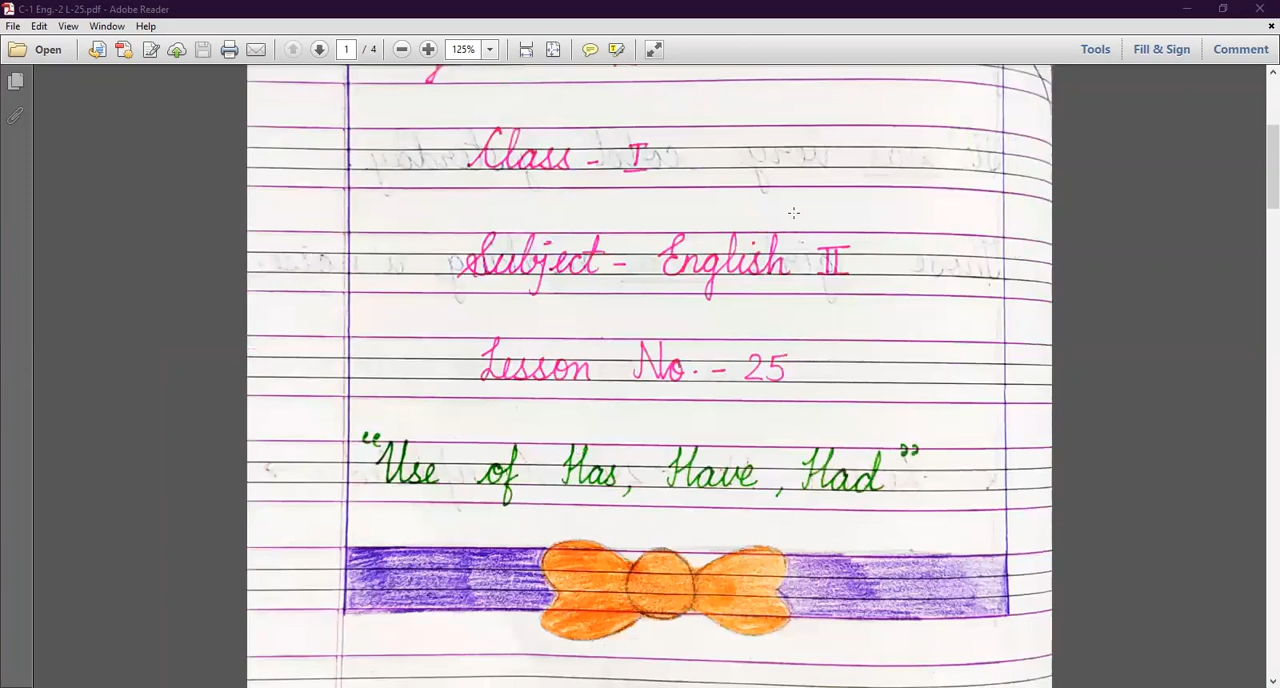 C-1 Eng.-2 L-25.pdf - Adobe Reader
File Edit View Window Help
Open 1 / 4 125% Tools Fill & Sign Comment
Class - I
Subject - English II
Lesson No. - 25
"Use of Has, Have, Had"